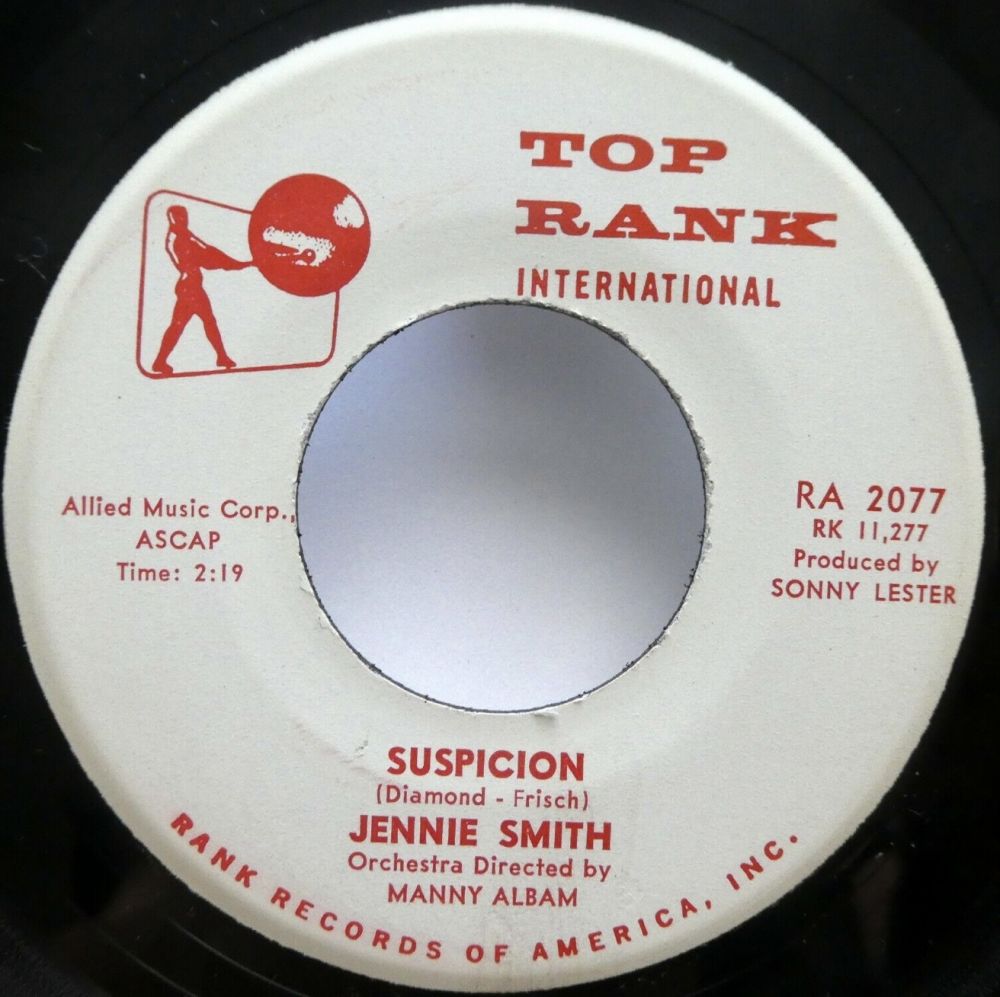 TOP
RANK
INTERNATIONAL
Allied Music Corp.,
ASCAP
Time: 2:19
RA 2077
RK 11,277
Produced by
SONNY LESTER
SUSPICION
(Diamond - Frisch)
JENNIE SMITH
Orchestra Directed by
MANNY ALBAM
RANK RECORDS OF AMERICA, INC.